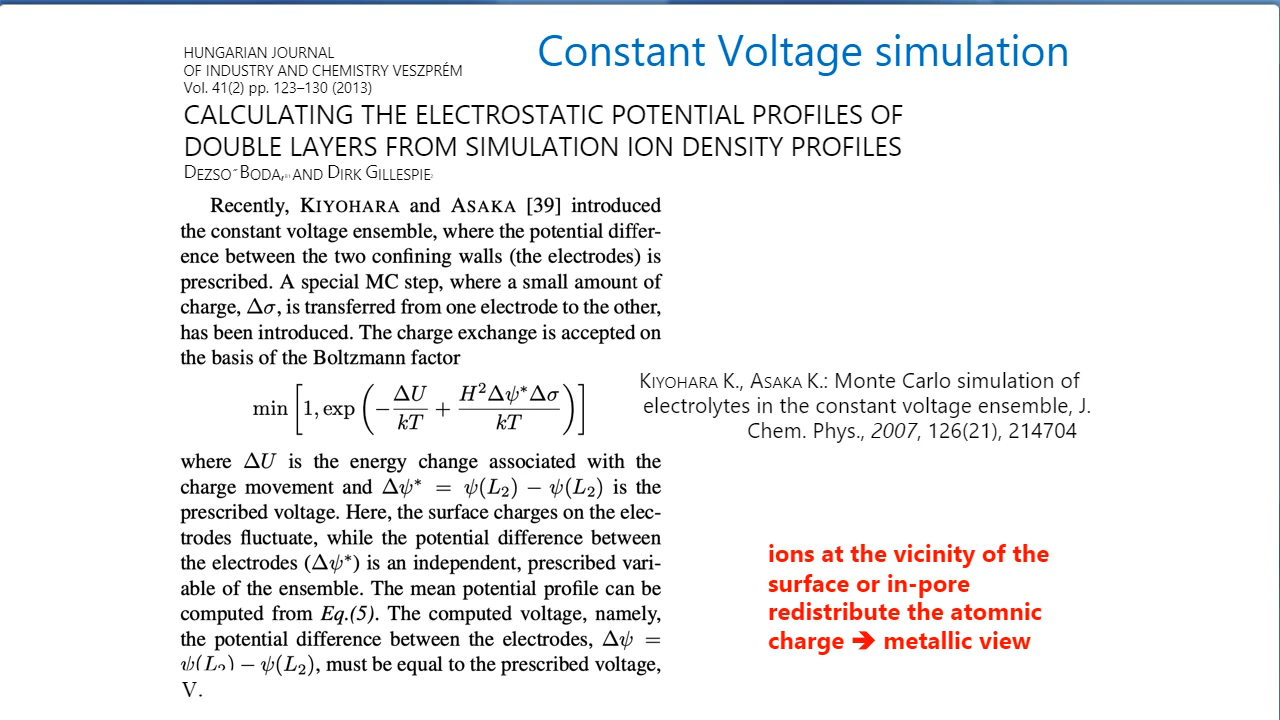 Constant Voltage simulation
HUNGARIAN JOURNAL
OF INDUSTRY AND CHEMISTRY VESZPRÉM
Vol. 41(2) pp. 123–130 (2013)
CALCULATING THE ELECTROSTATIC POTENTIAL PROFILES OF
DOUBLE LAYERS FROM SIMULATION ION DENSITY PROFILES
DEZSO˝ BODA, AND DIRK GILLESPIE
Recently, KIYOHARA and ASAKA [39] introduced
the constant voltage ensemble, where the potential differ-
ence between the two confining walls (the electrodes) is
prescribed. A special MC step, where a small amount of
charge, Δσ, is transferred from one electrode to the other,
has been introduced. The charge exchange is accepted on
the basis of the Boltzmann factor
min [1, exp (−ΔU/kT + H²Δψ*Δσ/kT)]
where ΔU is the energy change associated with the
charge movement and Δψ* = ψ(L₂) − ψ(L₂) is the
prescribed voltage. Here, the surface charges on the elec-
trodes fluctuate, while the potential difference between
the electrodes (Δψ*) is an independent, prescribed vari-
able of the ensemble. The mean potential profile can be
computed from Eq.(5). The computed voltage, namely,
the potential difference between the electrodes, Δψ =
ψ(L₂) − ψ(L₂), must be equal to the prescribed voltage,
V.
KIYOHARA K., ASAKA K.: Monte Carlo simulation of
electrolytes in the constant voltage ensemble, J.
Chem. Phys., 2007, 126(21), 214704
ions at the vicinity of the
surface or in-pore
redistribute the atomnic
charge ➔ metallic view